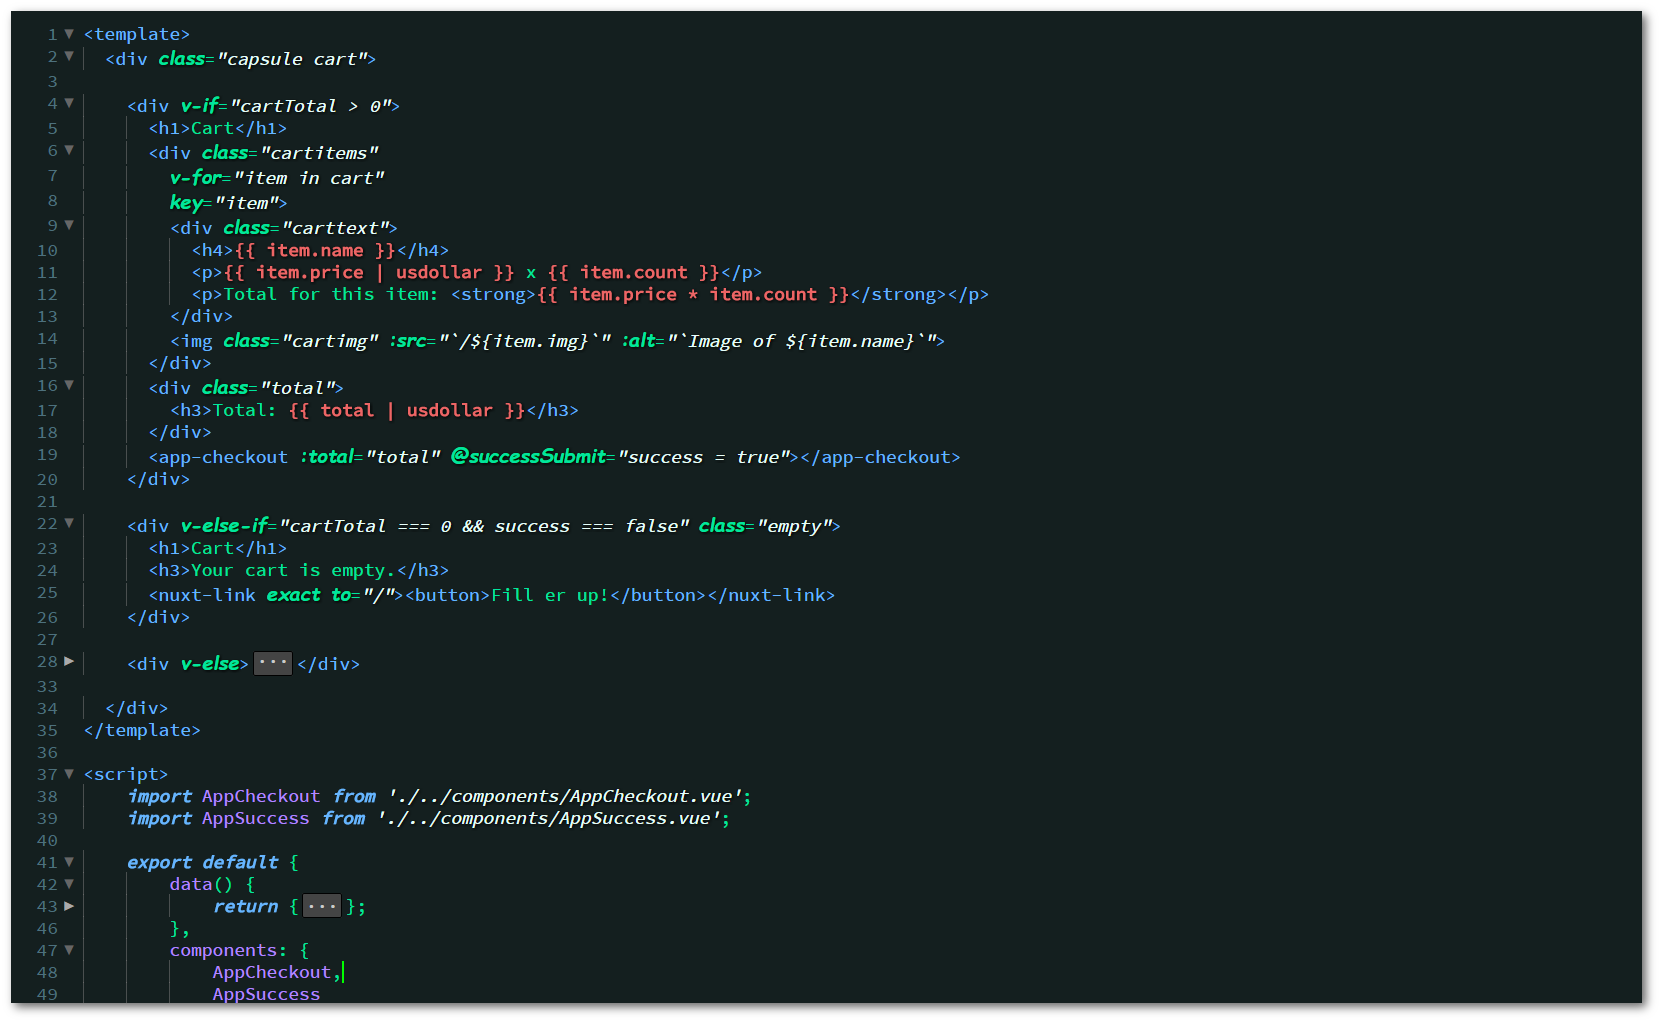 1 ▼ <template>
2 ▼   <div class="capsule cart">
3
4 ▼     <div v-if="cartTotal > 0">
5       <h1>Cart</h1>
6 ▼       <div class="cartitems"
7         v-for="item in cart"
8         key="item">
9 ▼         <div class="carttext">
10           <h4>{{ item.name }}</h4>
11           <p>{{ item.price | usdollar }} x {{ item.count }}</p>
12           <p>Total for this item: <strong>{{ item.price * item.count }}</strong></p>
13         </div>
14         <img class="cartimg" :src="`/${item.img}`" :alt="`Image of ${item.name}`">
15       </div>
16 ▼       <div class="total">
17         <h3>Total: {{ total | usdollar }}</h3>
18       </div>
19       <app-checkout :total="total" @successSubmit="success = true"></app-checkout>
20     </div>
21
22 ▼     <div v-else-if="cartTotal === 0 && success === false" class="empty">
23       <h1>Cart</h1>
24       <h3>Your cart is empty.</h3>
25       <nuxt-link exact to="/"><button>Fill er up!</button></nuxt-link>
26     </div>
27
28 ▶     <div v-else>···</div>
33
34   </div>
35 </template>
36
37 ▼ <script>
38     import AppCheckout from './../components/AppCheckout.vue';
39     import AppSuccess from './../components/AppSuccess.vue';
40
41 ▼     export default {
42 ▼         data() {
43 ▶             return {···};
46         },
47 ▼         components: {
48             AppCheckout,
49             AppSuccess